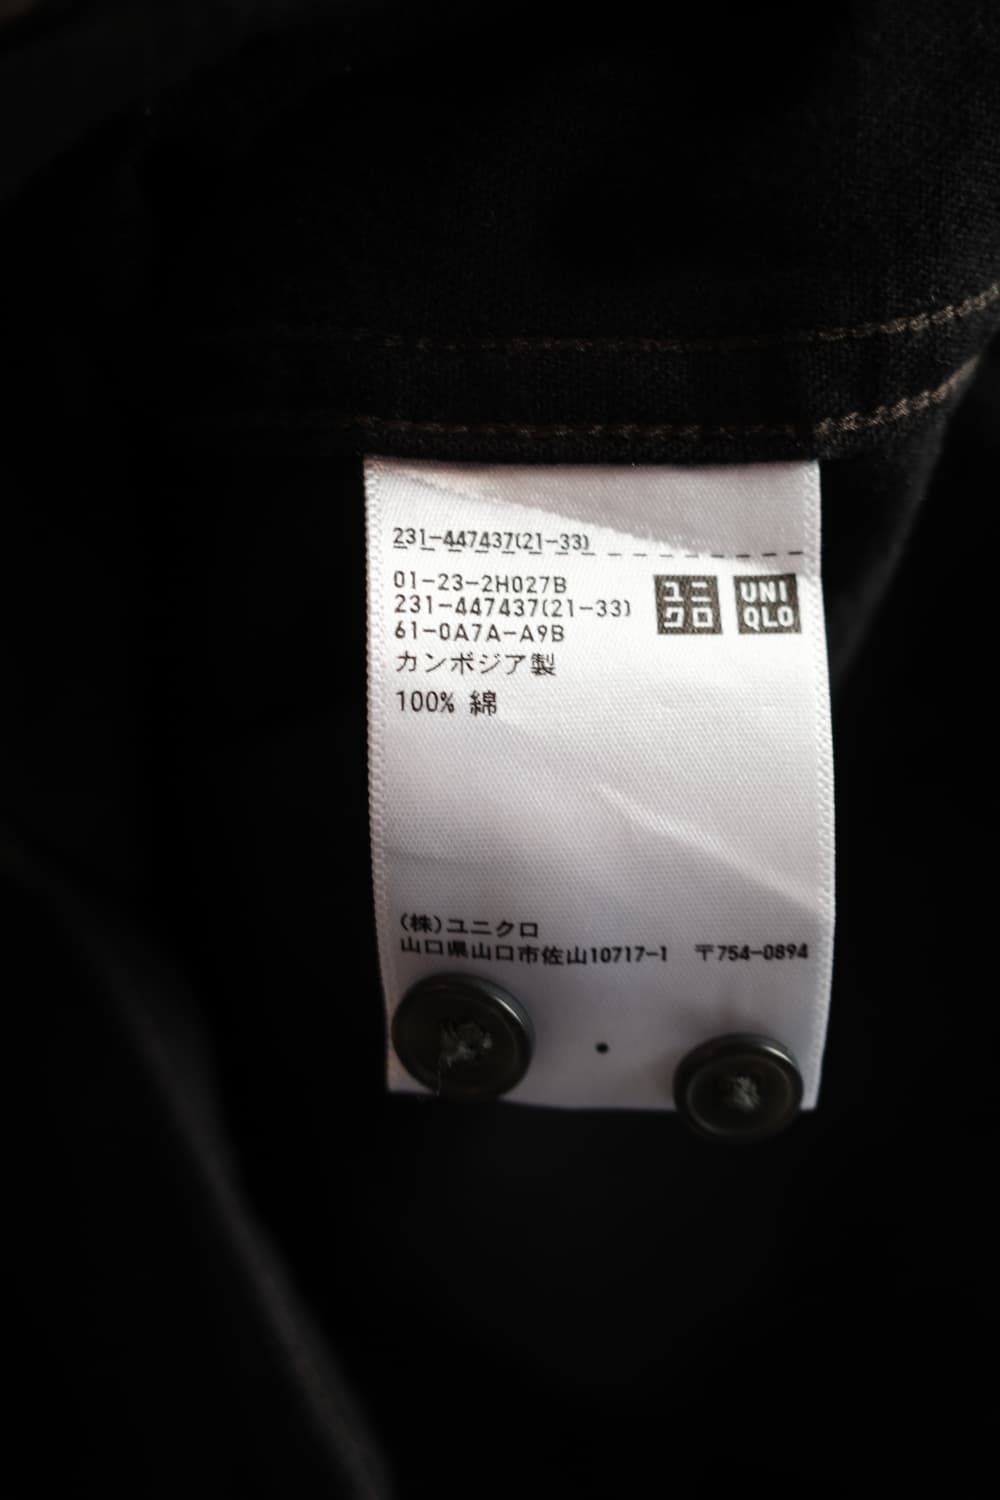 231-447437(21-33)
01-23-2H027B
231-447437(21-33)
61-0A7A-A9B
カンボジア製
100% 綿
ユニ
クロ
UNI
QLO
(株)ユニクロ
山口県山口市佐山10717-1 〒754-0894